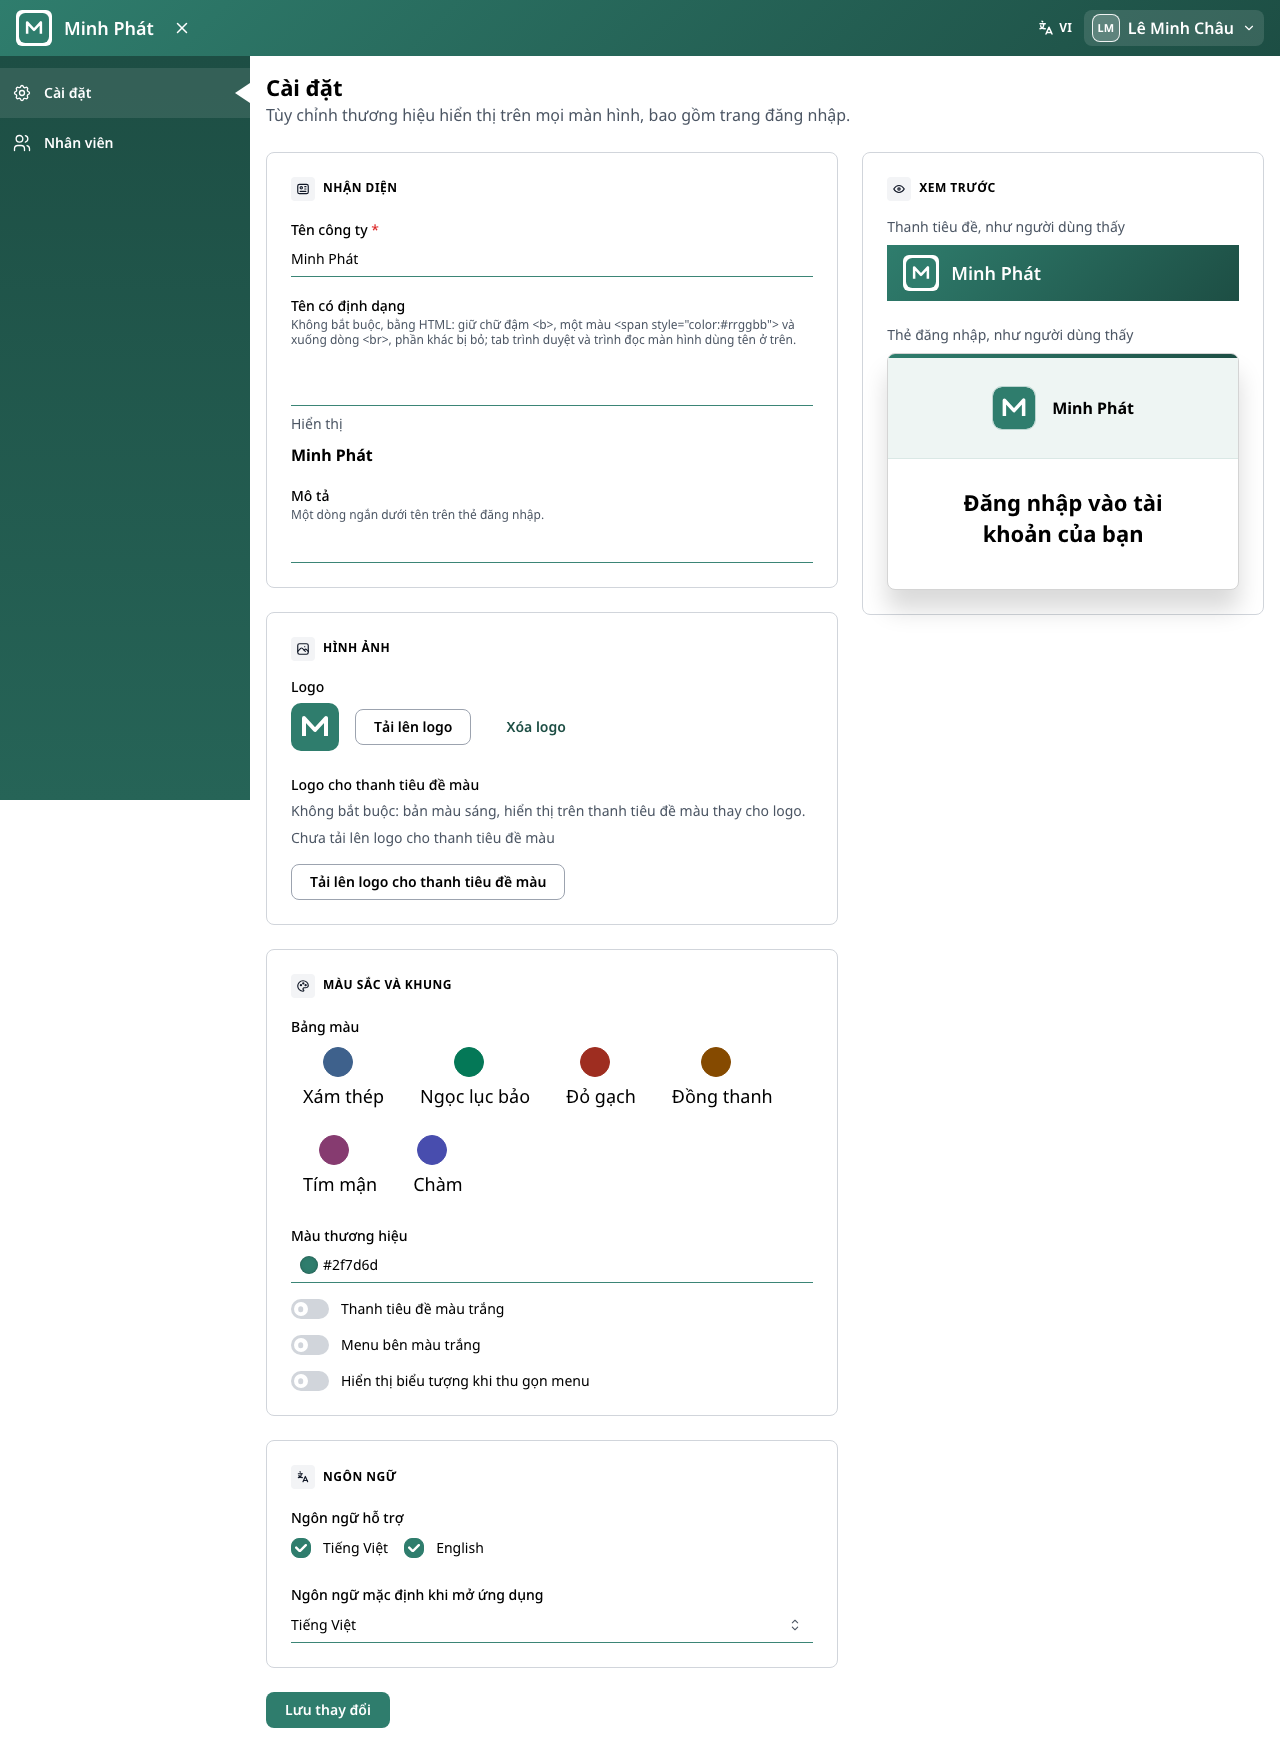 Minh Phát
VI
LM
Lê Minh Châu
Cài đặt
Nhân viên
Cài đặt
Tùy chỉnh thương hiệu hiển thị trên mọi màn hình, bao gồm trang đăng nhập.
NHẬN DIỆN
Tên công ty *
Minh Phát
Tên có định dạng
Không bắt buộc, bằng HTML: giữ chữ đậm <b>, một màu <span style="color:#rrggbb"> và
xuống dòng <br>, phần khác bị bỏ; tab trình duyệt và trình đọc màn hình dùng tên ở trên.
Hiển thị
Minh Phát
Mô tả
Một dòng ngắn dưới tên trên thẻ đăng nhập.
XEM TRƯỚC
Thanh tiêu đề, như người dùng thấy
Minh Phát
Thẻ đăng nhập, như người dùng thấy
Minh Phát
Đăng nhập vào tài
khoản của bạn
HÌNH ẢNH
Logo
Tải lên logo
Xóa logo
Logo cho thanh tiêu đề màu
Không bắt buộc: bản màu sáng, hiển thị trên thanh tiêu đề màu thay cho logo.
Chưa tải lên logo cho thanh tiêu đề màu
Tải lên logo cho thanh tiêu đề màu
MÀU SẮC VÀ KHUNG
Bảng màu
Xám thép
Ngọc lục bảo
Đỏ gạch
Đồng thanh
Tím mận
Chàm
Màu thương hiệu
#2f7d6d
Thanh tiêu đề màu trắng
Menu bên màu trắng
Hiển thị biểu tượng khi thu gọn menu
NGÔN NGỮ
Ngôn ngữ hỗ trợ
Tiếng Việt
English
Ngôn ngữ mặc định khi mở ứng dụng
Tiếng Việt
Lưu thay đổi